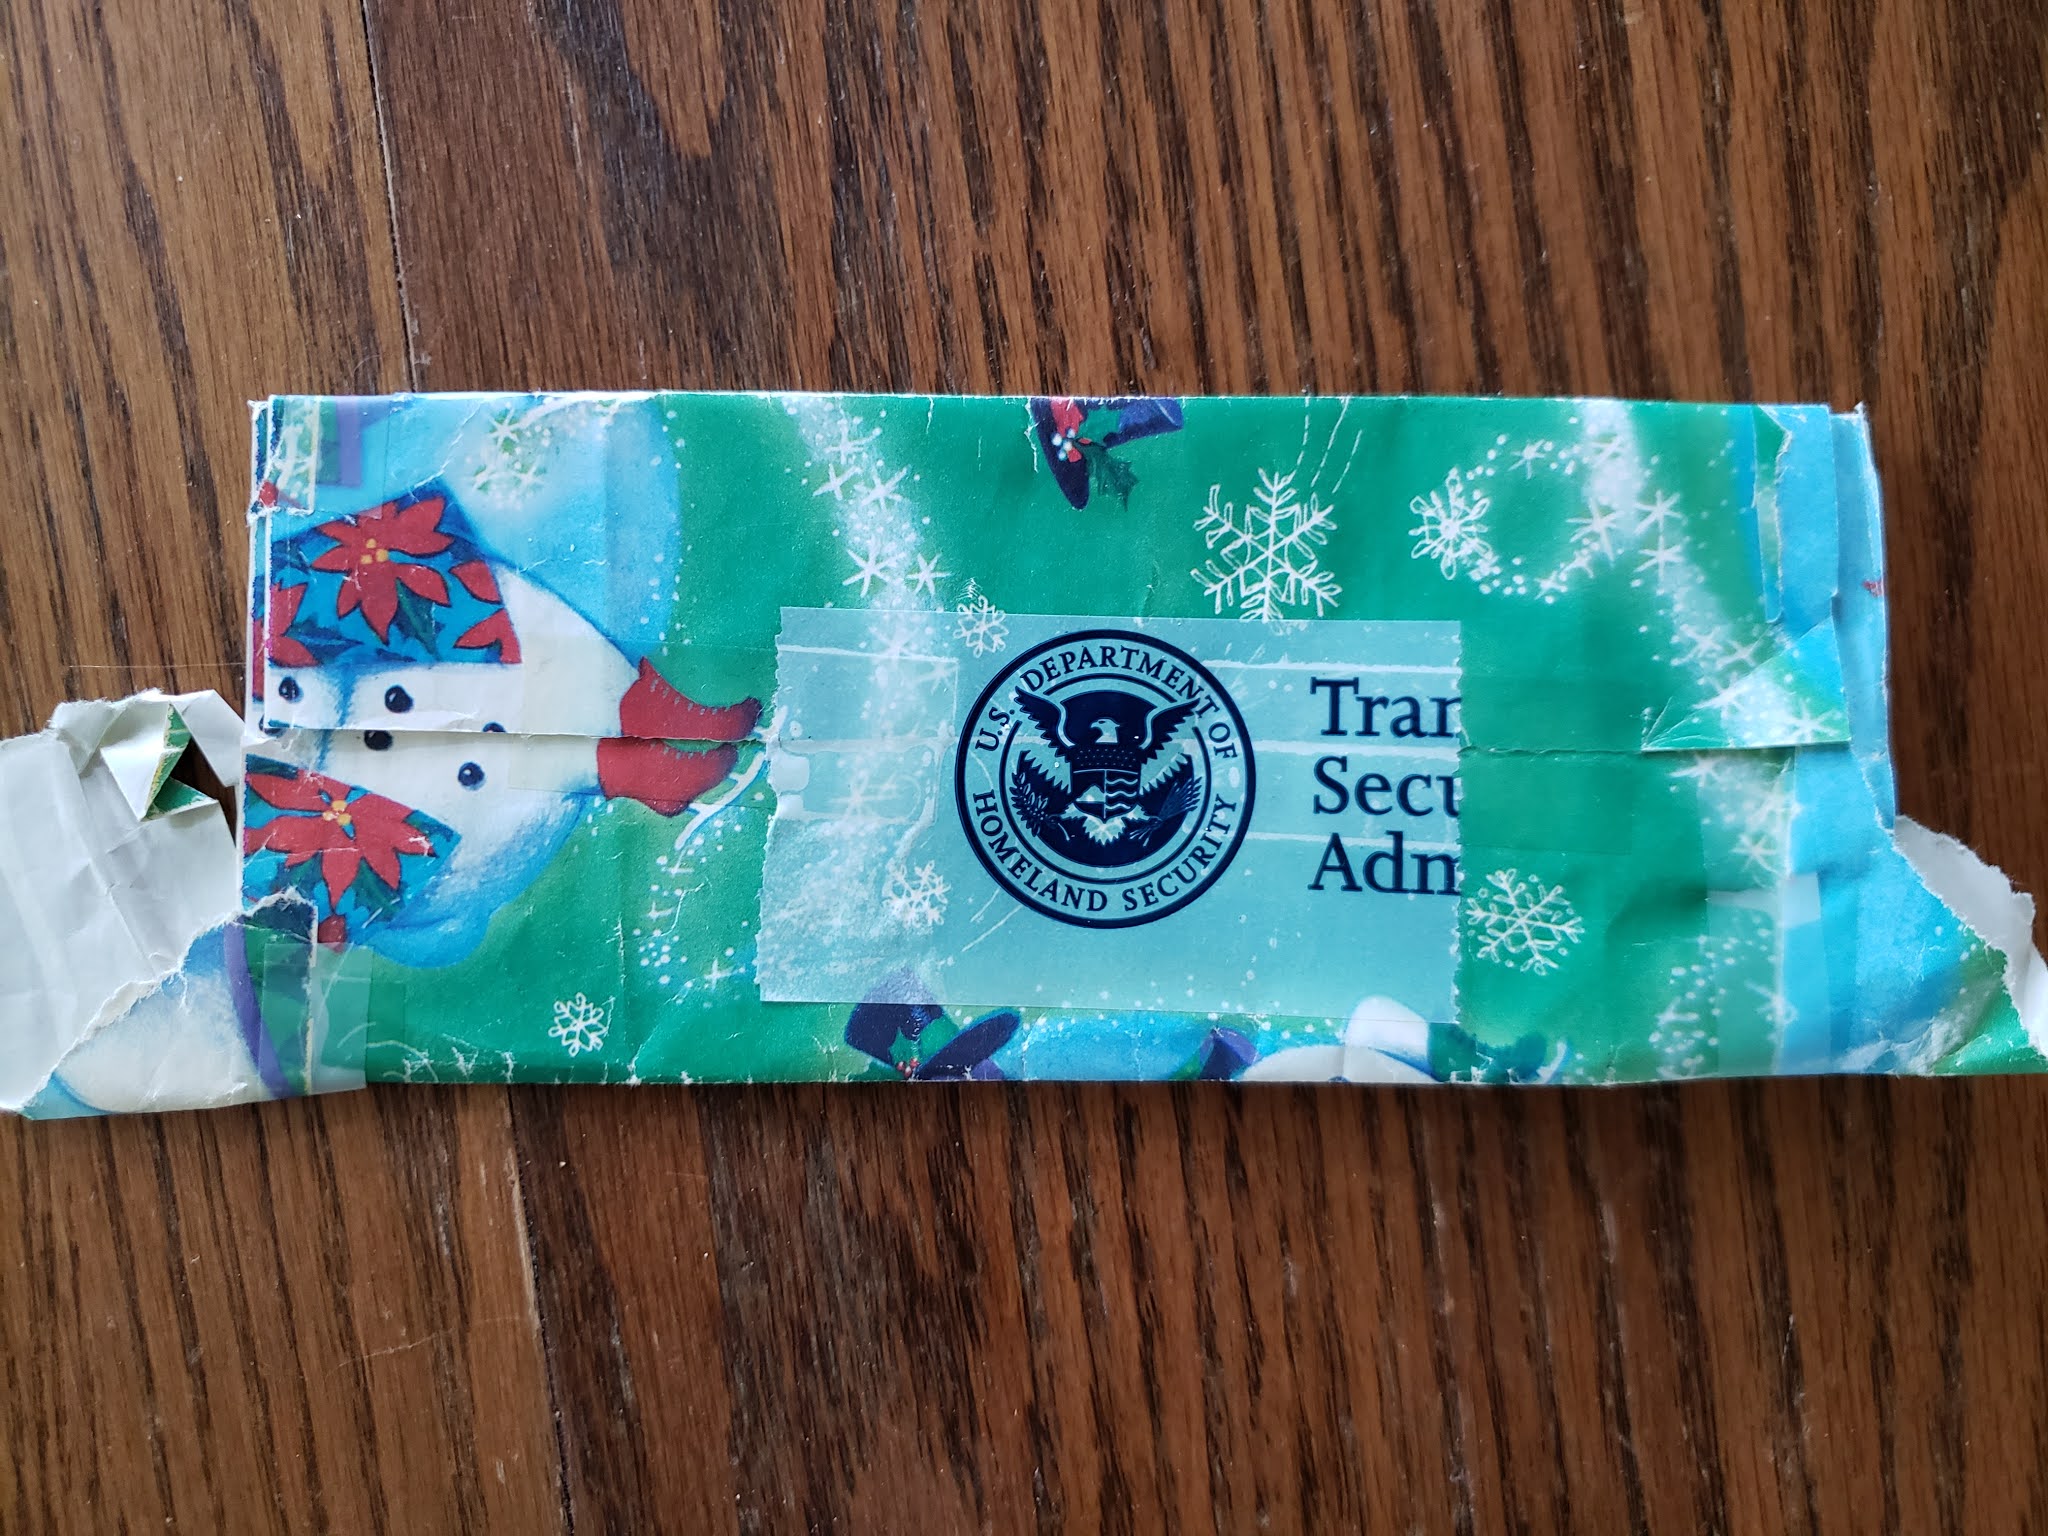 U.S. DEPARTMENT OF
HOMELAND SECURITY
Tran
Secu
Adm